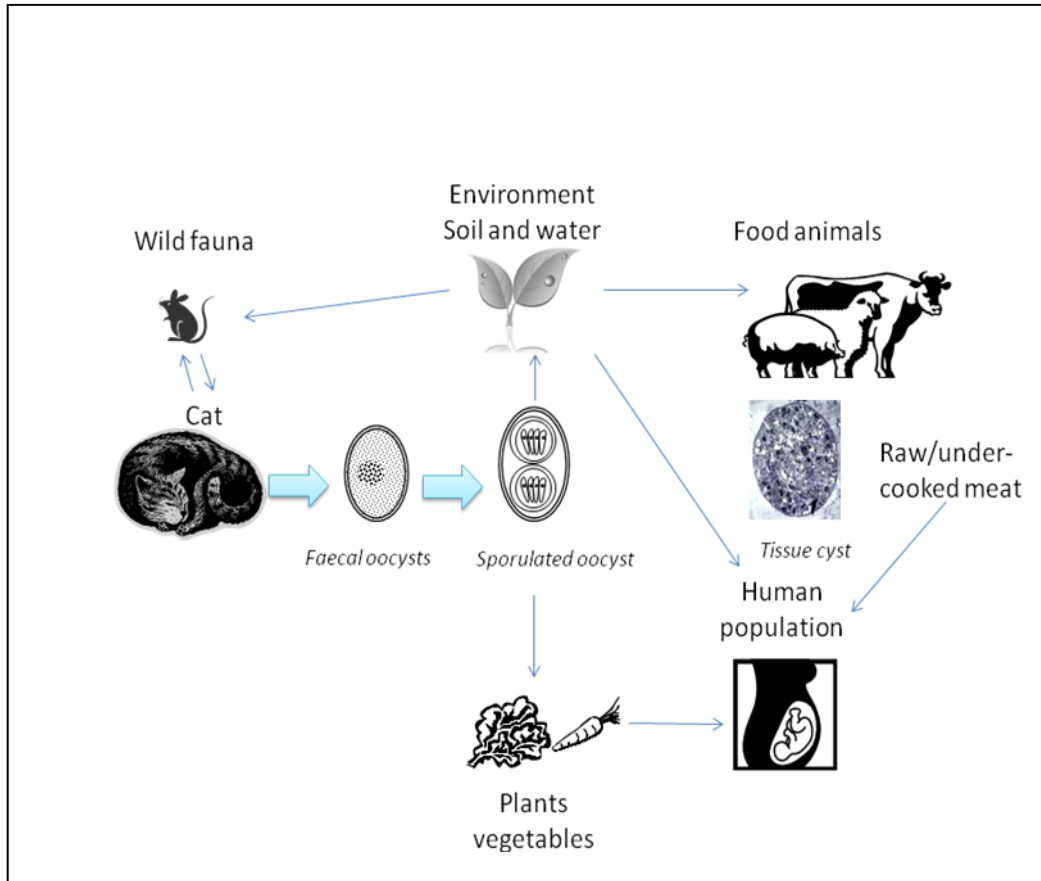 Environment
Soil and water
Wild fauna
Food animals
Cat
Raw/under-
cooked meat
Faecal oocysts
Sporulated oocyst
Tissue cyst
Human
population
Plants
vegetables